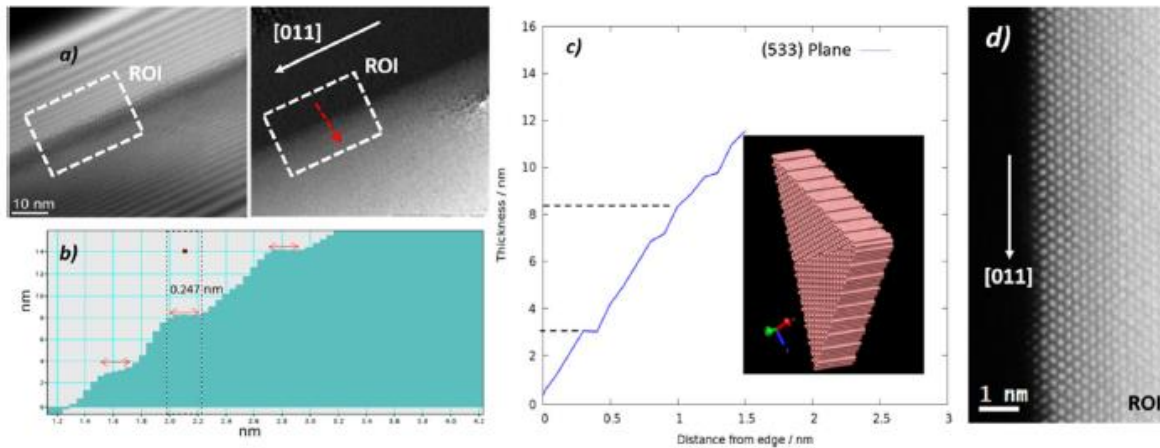 a)
ROI
10 nm
[011]
ROI
b)
nm
14
12
10
8
6
4
2
0
0.247 nm
1.2 1.4 1.6 1.8 2.0 2.2 2.4 2.6 2.8 3.0 3.2 3.4 3.6 3.8 4.0 4.2
nm
c)
(533) Plane
Thickness / nm
16
14
12
10
8
6
4
2
0
0 0.5 1 1.5 2 2.5 3
Distance from edge / nm
d)
[011]
1 nm
ROI